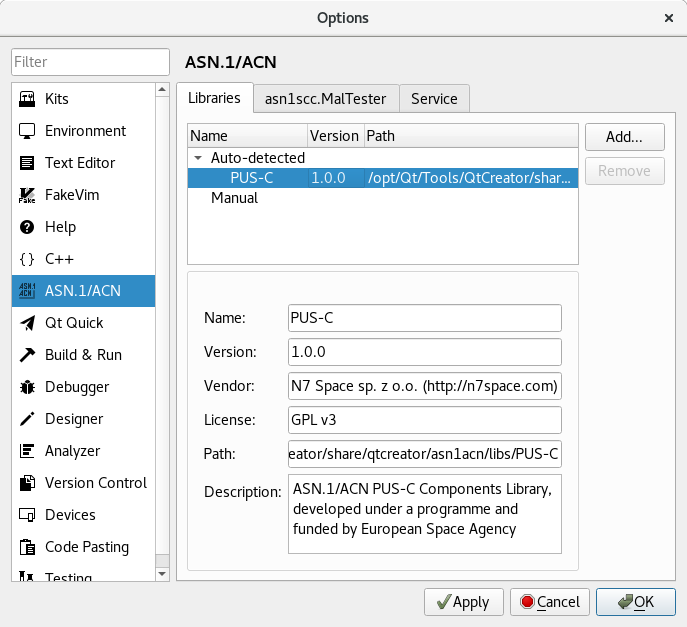 Options
Filter
ASN.1/ACN
Kits
Environment
Text Editor
FakeVim
Help
C++
ASN.1/ACN
Qt Quick
Build & Run
Debugger
Designer
Analyzer
Version Control
Devices
Code Pasting
Testing
Libraries
asn1scc.MalTester
Service
Name Version Path
Auto-detected
PUS-C 1.0.0 /opt/Qt/Tools/QtCreator/shar...
Manual
Add...
Remove
Name: PUS-C
Version: 1.0.0
Vendor: N7 Space sp. z o.o. (http://n7space.com)
License: GPL v3
Path: eator/share/qtcreator/asn1acn/libs/PUS-C
Description: ASN.1/ACN PUS-C Components Library,
developed under a programme and
funded by European Space Agency
Apply
Cancel
OK